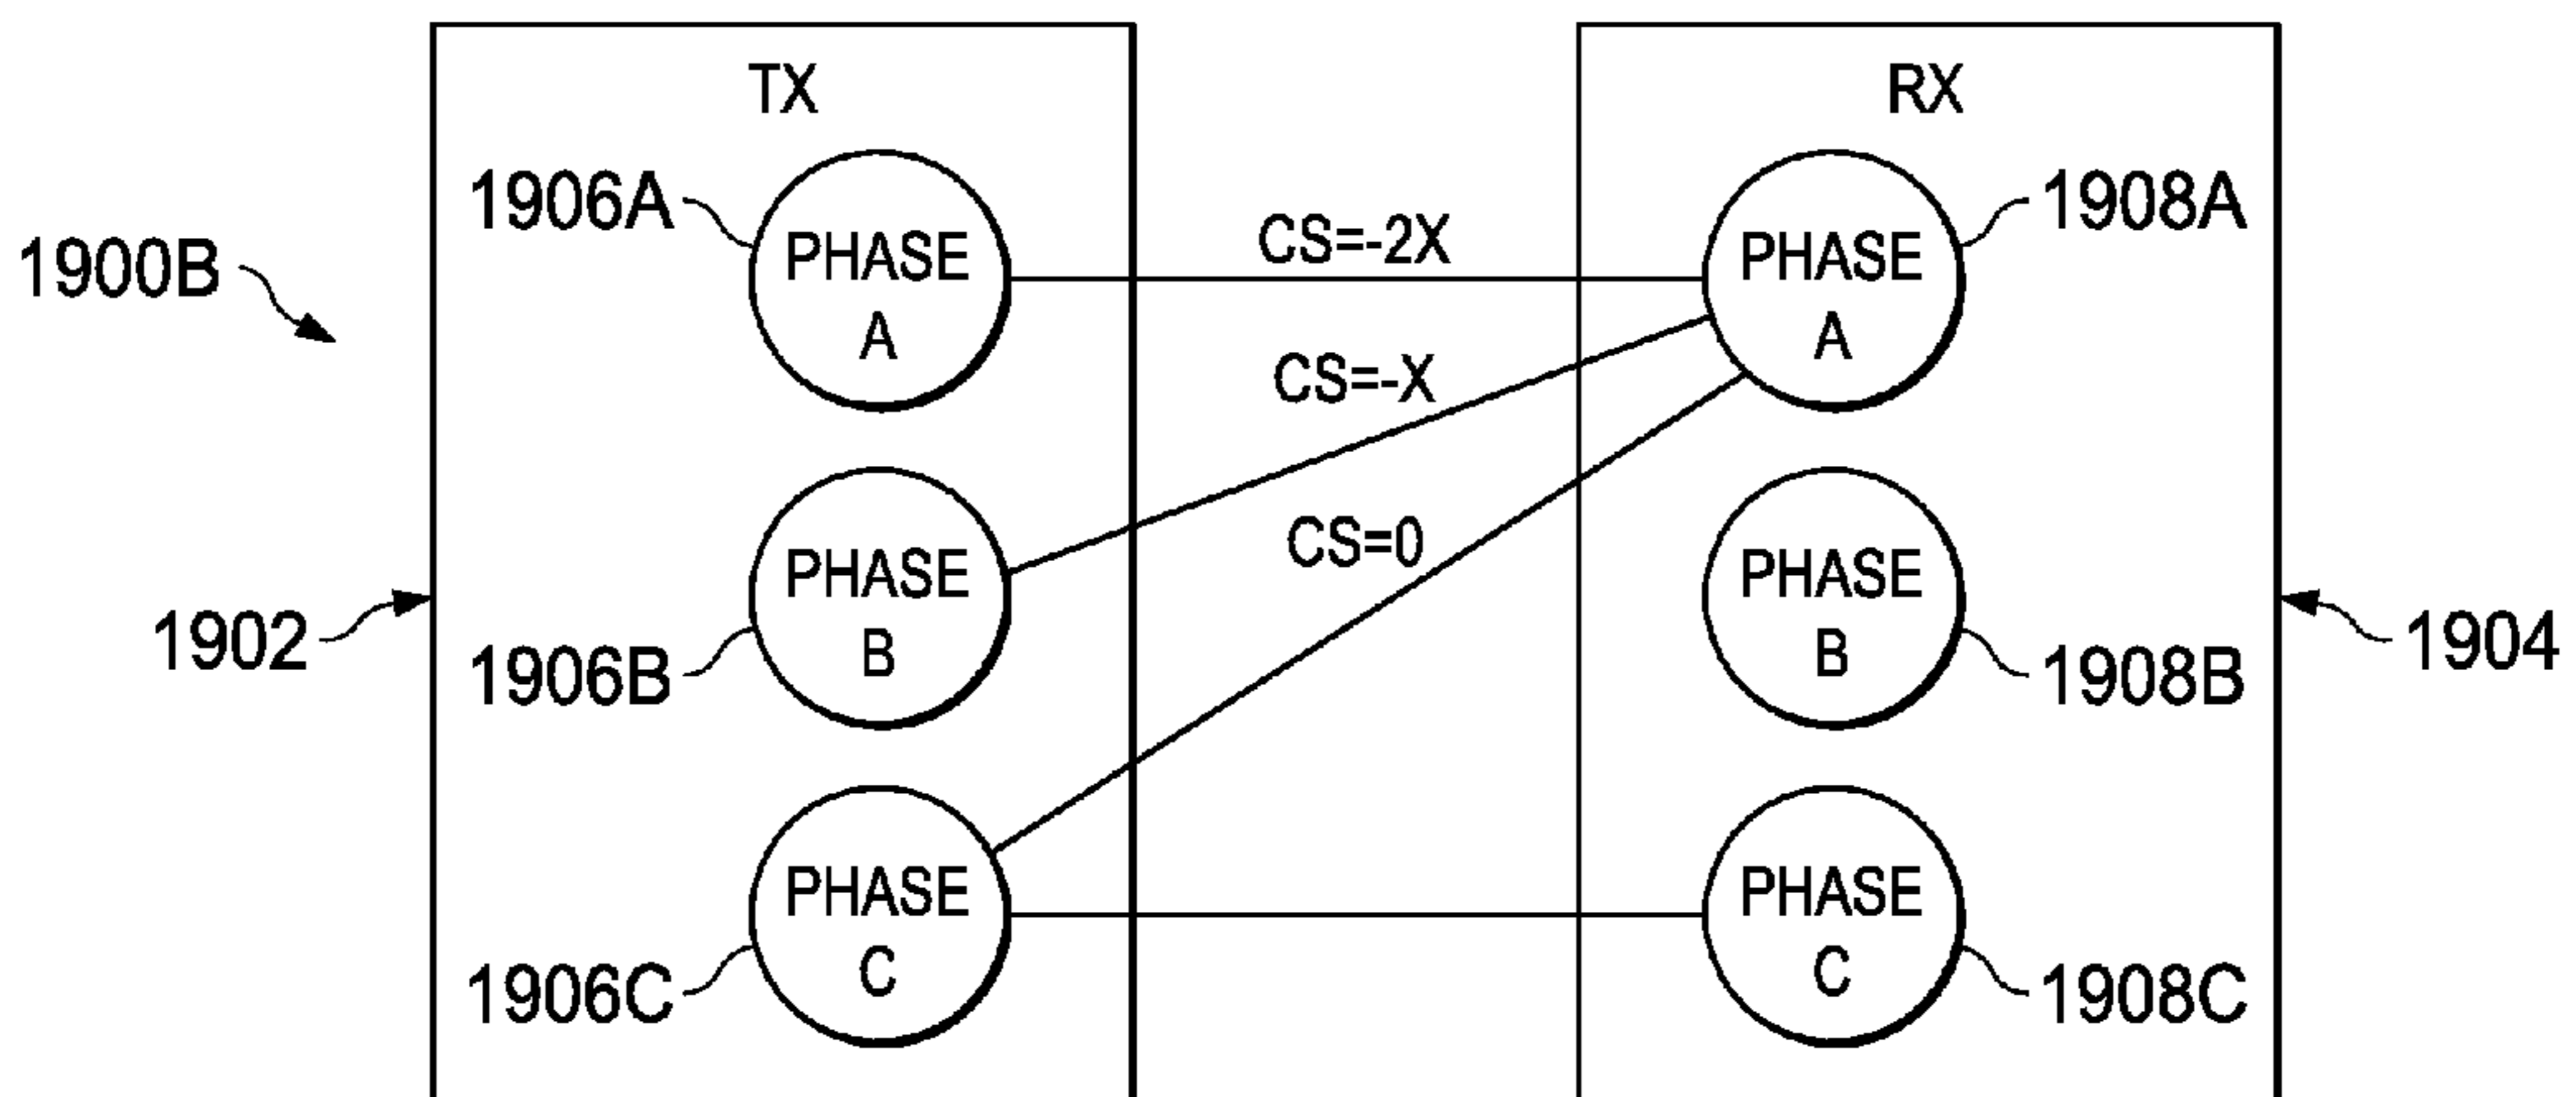 TX
RX
1906A
1908A
CS=-2X
PHASE
A
PHASE
A
1900B
CS=-X
CS=0
PHASE
B
PHASE
B
1902
1904
1906B
1908B
PHASE
C
PHASE
C
1906C
1908C